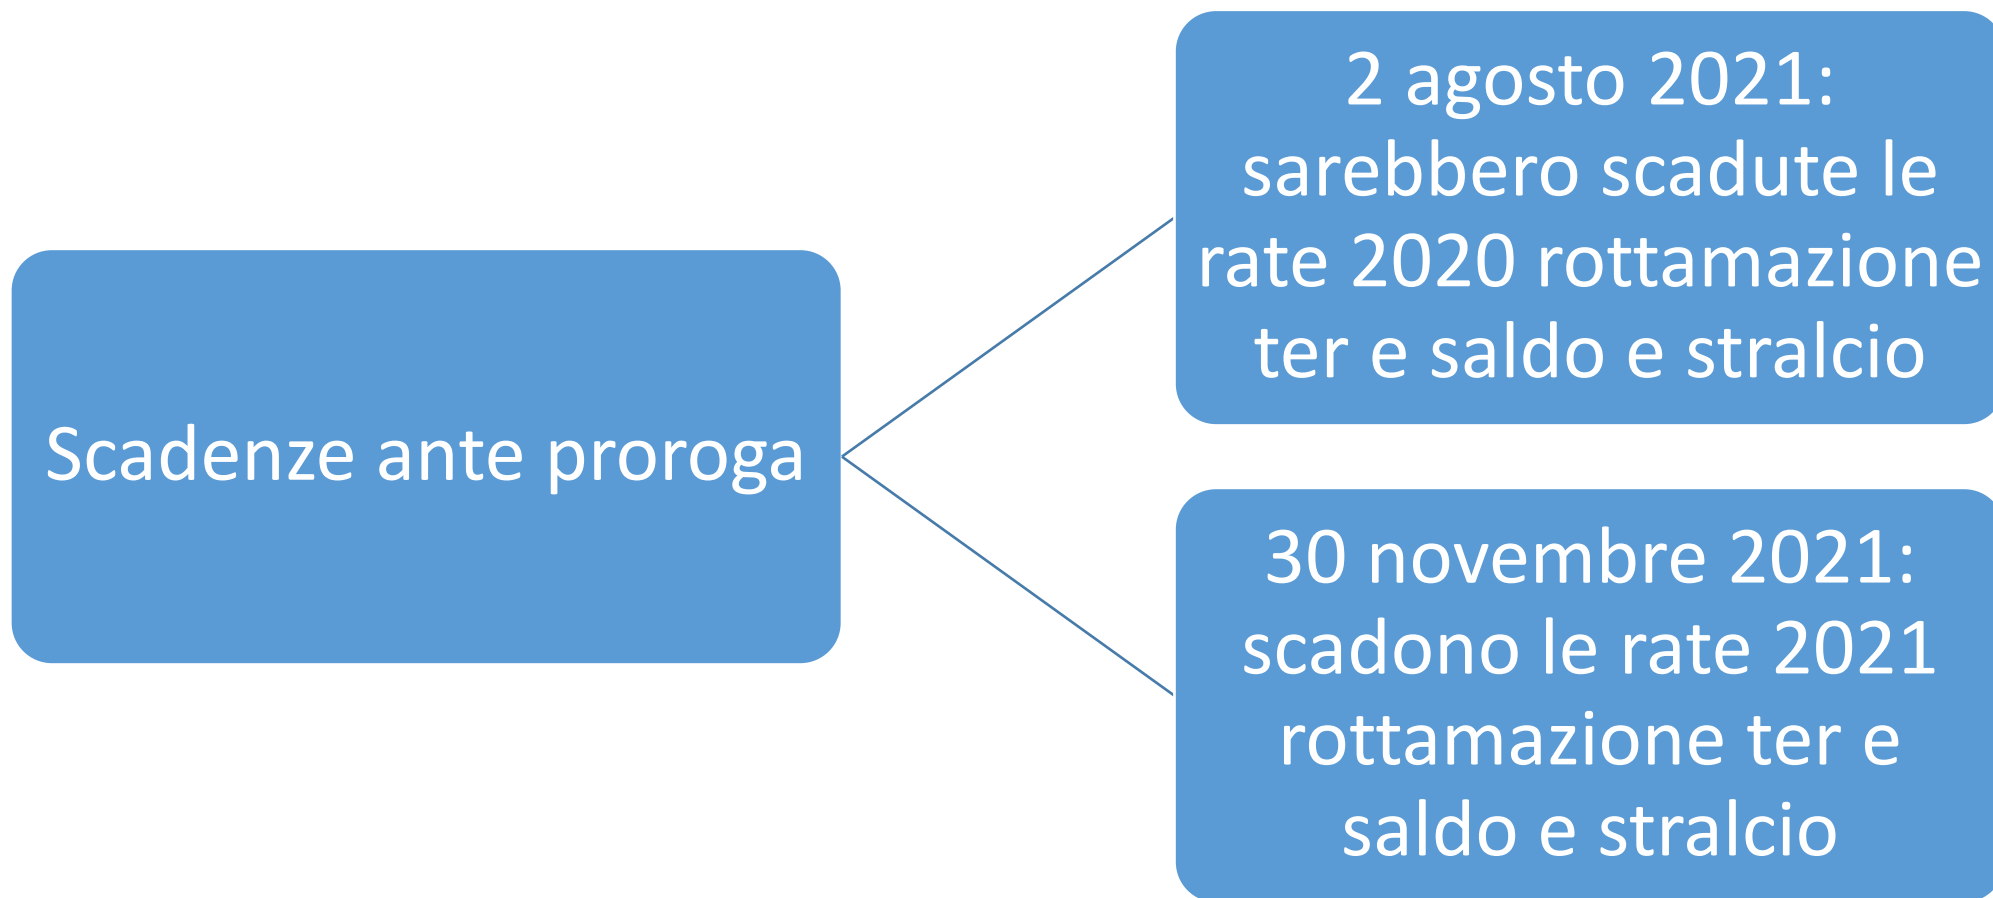 Scadenze ante proroga
2 agosto 2021:
sarebbero scadute le
rate 2020 rottamazione
ter e saldo e stralcio
30 novembre 2021:
scadono le rate 2021
rottamazione ter e
saldo e stralcio